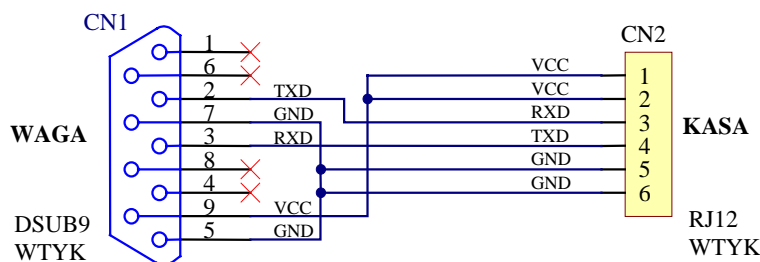 CN1
CN2
WAGA
KASA
1
6
2 TXD
7 GND
3 RXD
8
4
9 VCC
5 GND
VCC 1
VCC 2
RXD 3
TXD 4
GND 5
GND 6
DSUB9
WTYK
RJ12
WTYK